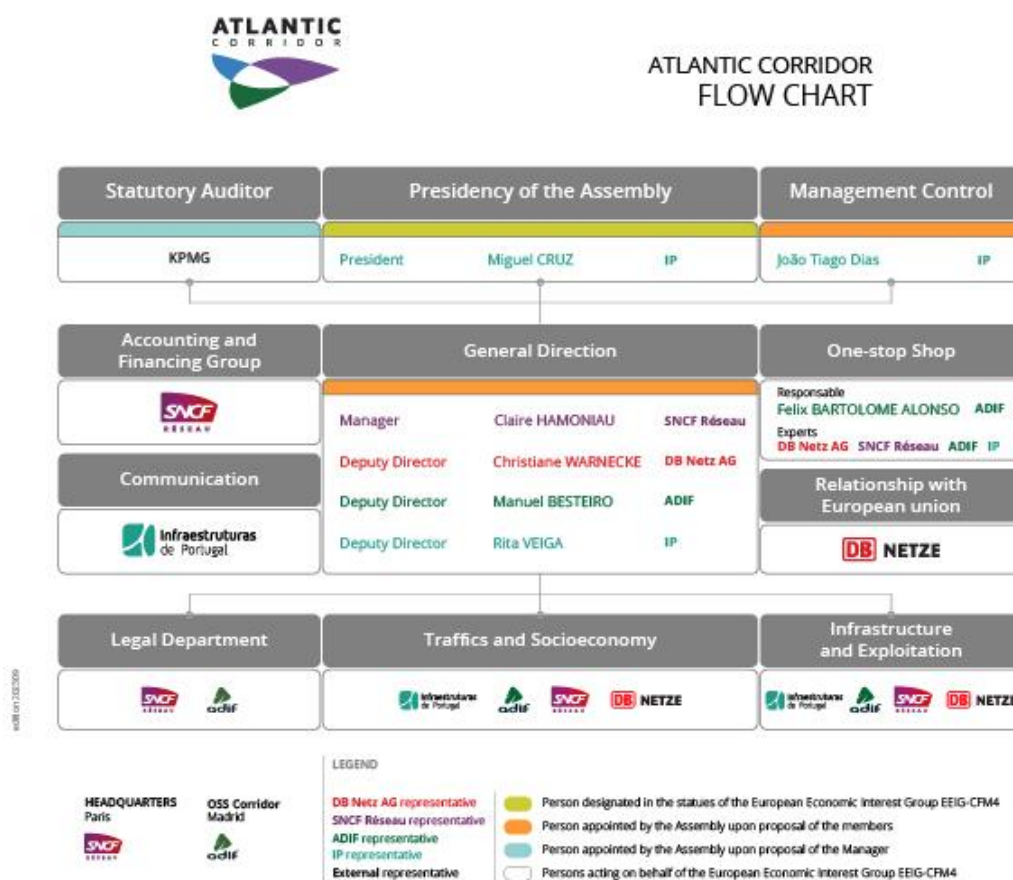 ATLANTIC
CORRIDOR
ATLANTIC CORRIDOR
FLOW CHART
Statutory Auditor
Presidency of the Assembly
Management Control
KPMG
President Miguel CRUZ IP
João Tiago Dias IP
Accounting and
Financing Group
General Direction
One-stop Shop
SNCF
RÉSEAU
Manager Claire HAMONIAU SNCF Réseau
Deputy Director Christiane WARNECKE DB Netz AG
Deputy Director Manuel BESTEIRO ADIF
Deputy Director Rita VEIGA IP
Responsable
Felix BARTOLOME ALONSO ADIF
Experts
DB Netz AG SNCF Réseau ADIF IP
Communication
Infraestruturas
de Portugal
Relationship with
European union
DB NETZE
Legal Department
Traffics and Socioeconomy
Infrastructure
and Exploitation
SNCF
RÉSEAU
adif
Infraestruturas
de Portugal
adif
SNCF
RÉSEAU
DB NETZE
Infraestruturas
de Portugal
adif
SNCF
RÉSEAU
DB
LEGEND
HEADQUARTERS
Paris
SNCF
RÉSEAU
OSS Corridor
Madrid
adif
DB Netz AG representative
SNCF Réseau representative
ADIF representative
IP representative
External representative
Person designated in the statues of the European Economic Interest Group EEIG-CFM4
Person appointed by the Assembly upon proposal of the members
Person appointed by the Assembly upon proposal of the Manager
Persons acting on behalf of the European Economic Interest Group EEIG-CFM4